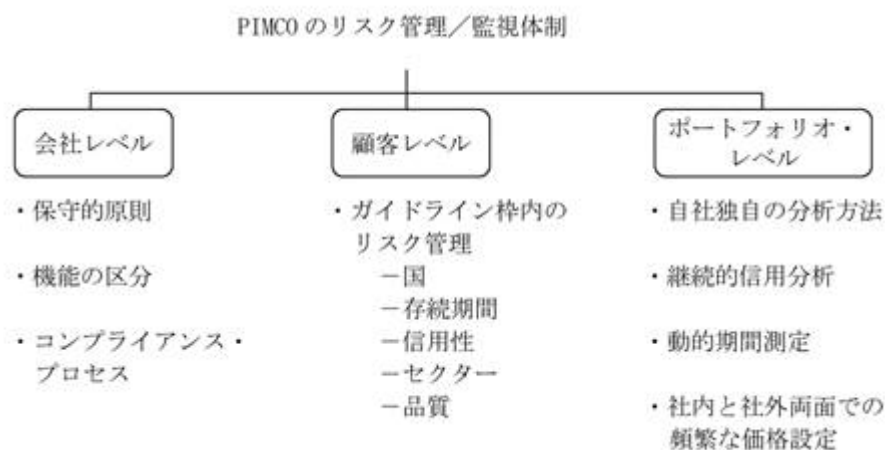 PIMCO のリスク管理／監視体制
会社レベル
・保守的原則
・機能の区分
・コンプライアンス・
プロセス
顧客レベル
・ガイドライン枠内の
リスク管理
－国
－存続期間
－信用性
－セクター
－品質
ポートフォリオ・
レベル
・自社独自の分析方法
・継続的信用分析
・動的期間測定
・社内と社外両面での
頻繁な価格設定